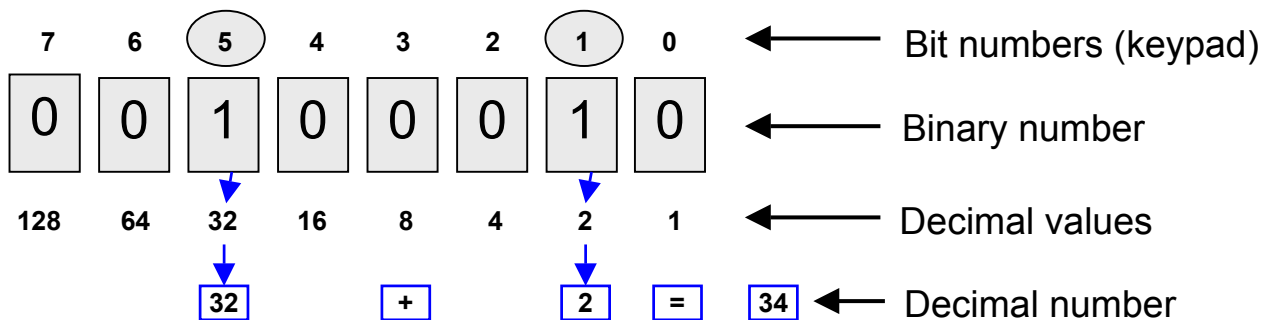 7 6 5 4 3 2 1 0 Bit numbers (keypad)
0 0 1 0 0 0 1 0 Binary number
128 64 32 16 8 4 2 1 Decimal values
32 + 2 = 34 Decimal number